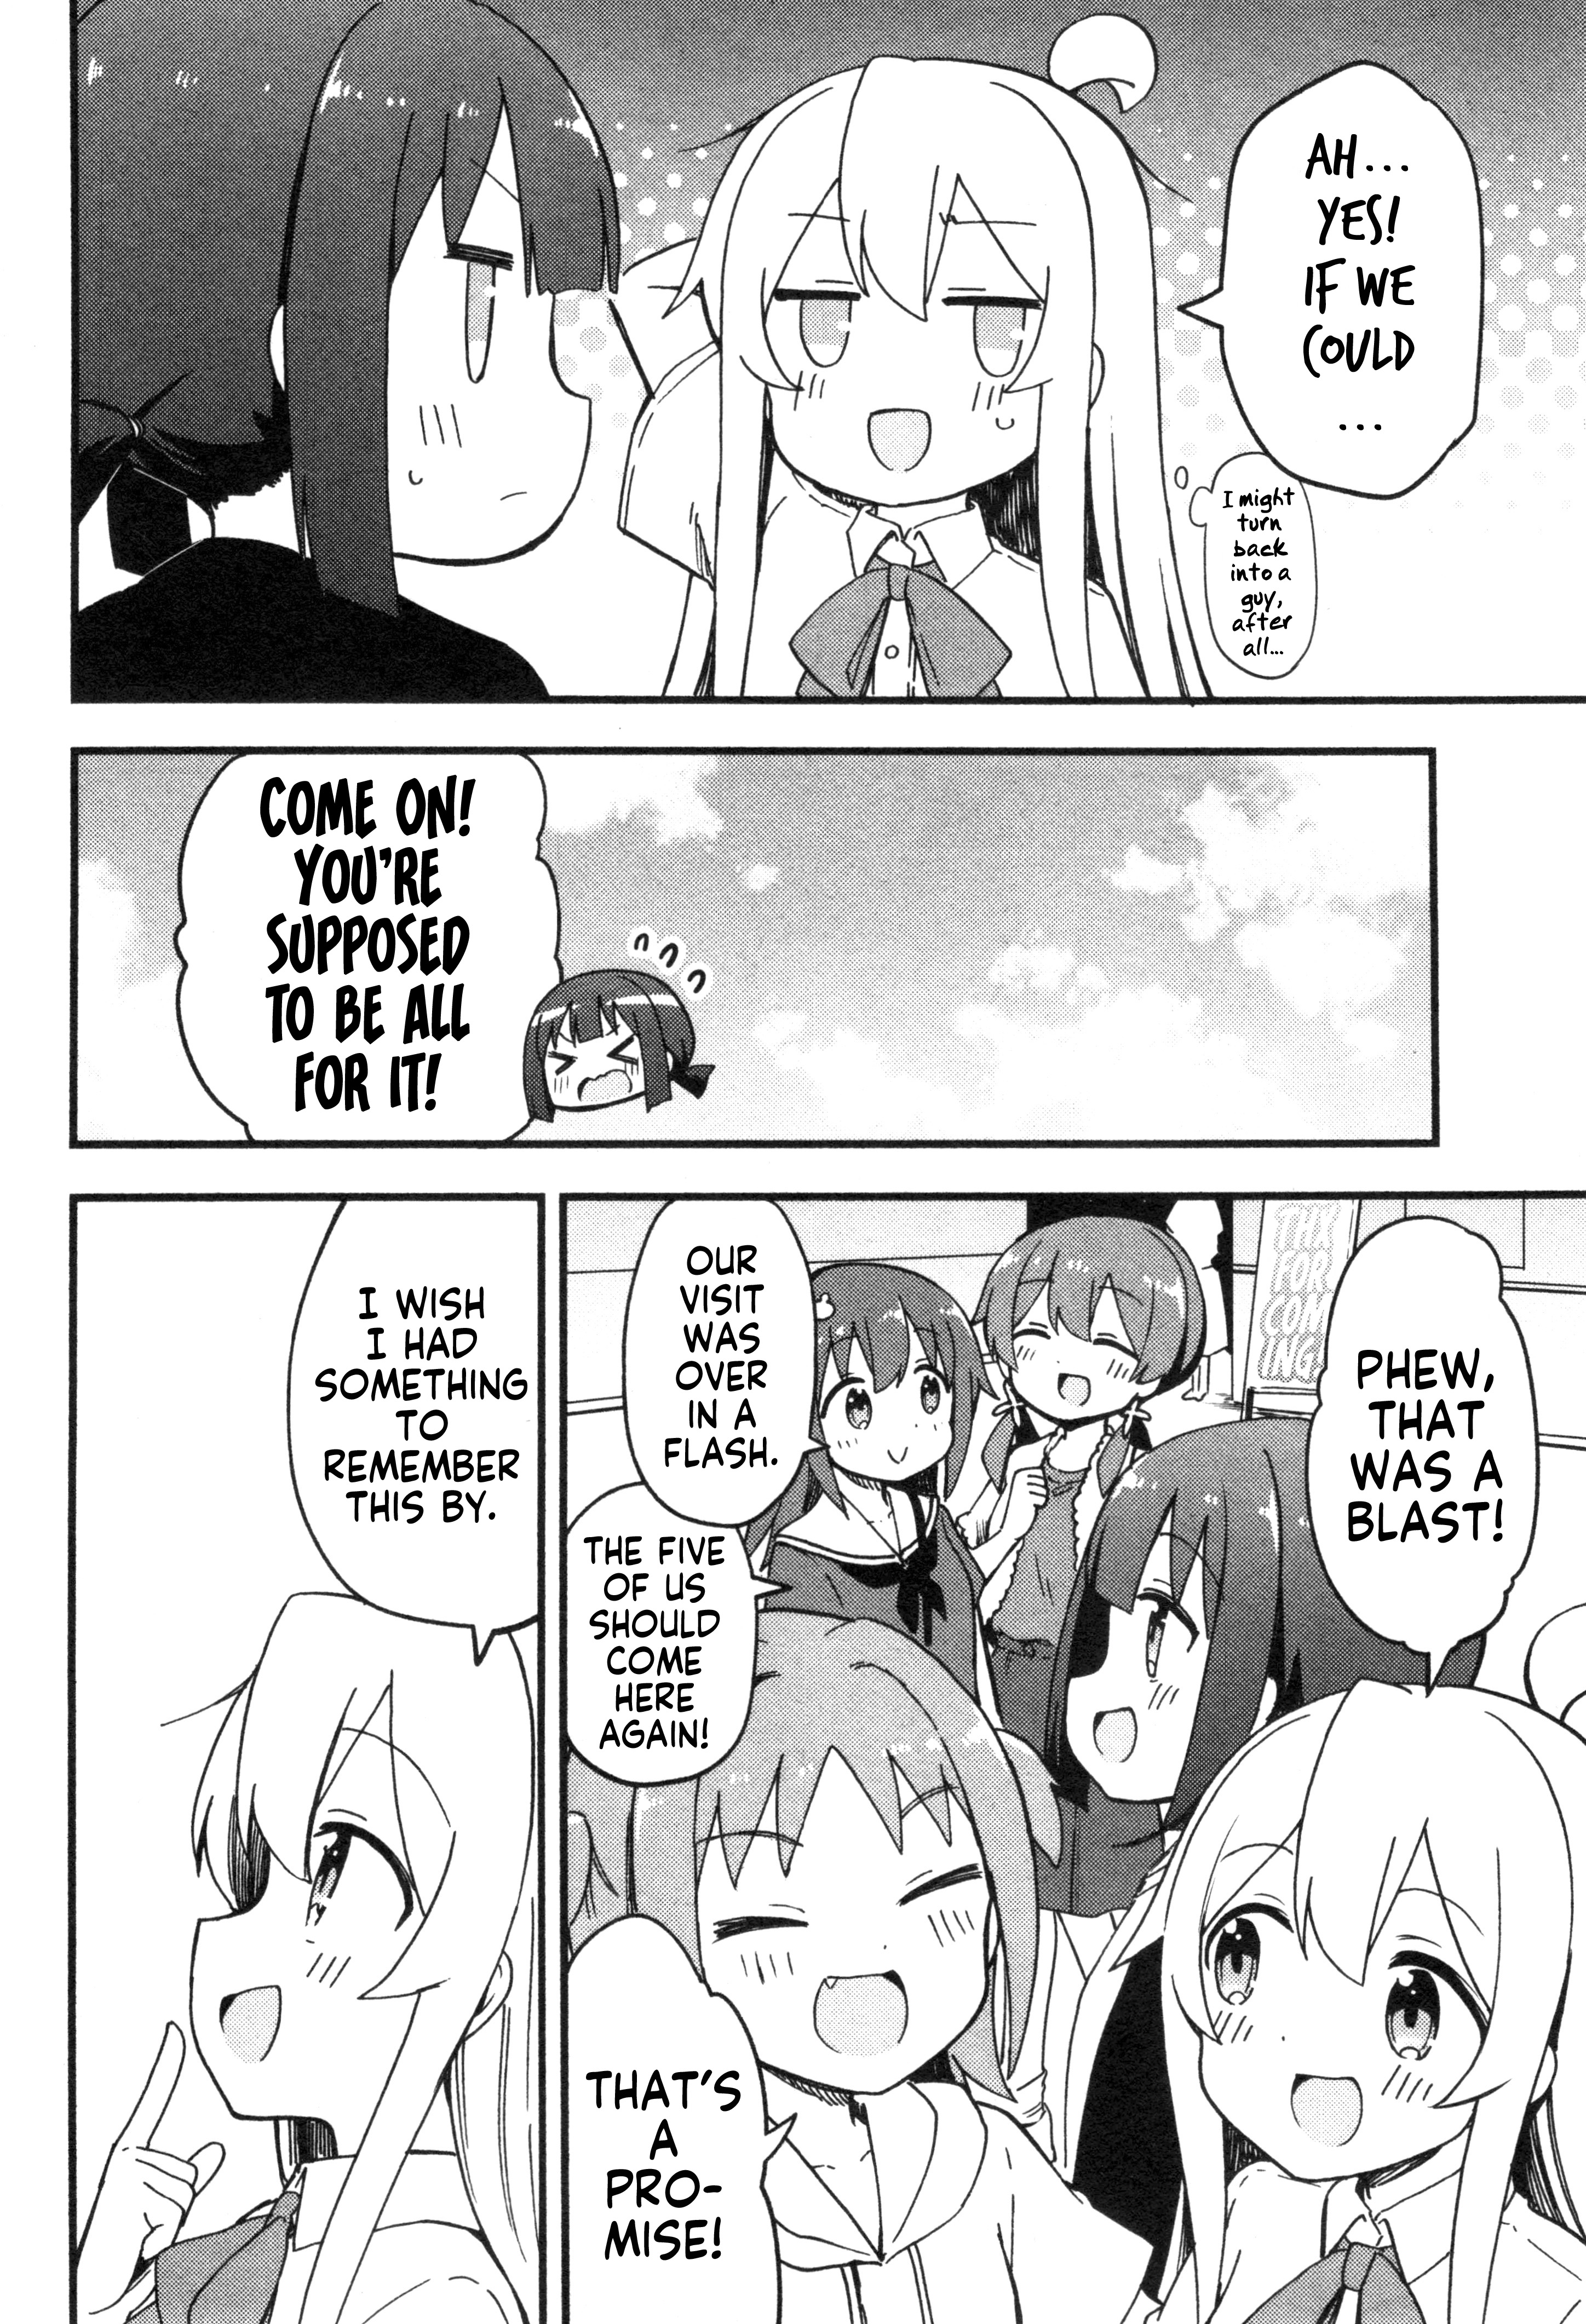 AH...
YES!
IF WE
COULD
...
I might
turn
back
into a
guy,
after
all...
COME ON!
YOU'RE
SUPPOSED
TO BE ALL
FOR IT!
PHEW,
THAT
WAS A
BLAST!
THX
FOR
COM
ING
OUR
VISIT
WAS
OVER
IN A
FLASH.
THE FIVE
OF US
SHOULD
COME
HERE
AGAIN!
THAT'S
A
PRO-
MISE!
I WISH
I HAD
SOMETHING
TO
REMEMBER
THIS BY.